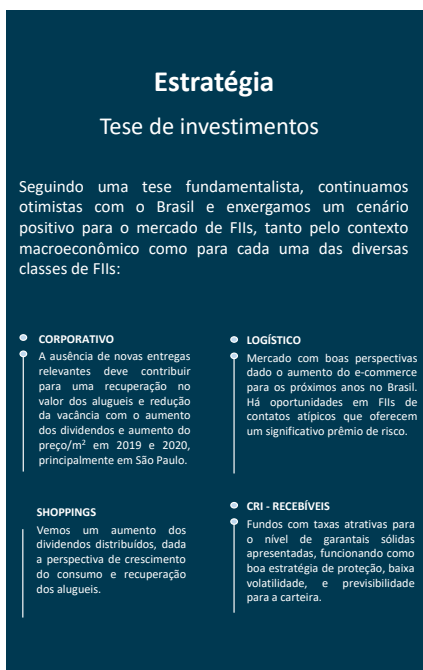 Estratégia
Tese de investimentos
Seguindo uma tese fundamentalista, continuamos
otimistas com o Brasil e enxergamos um cenário
positivo para o mercado de FIIs, tanto pelo contexto
macroeconômico como para cada uma das diversas
classes de FIIs:
CORPORATIVO
A ausência de novas entregas
relevantes deve contribuir
para uma recuperação no
valor dos alugueis e redução
da vacância com o aumento
dos dividendos e aumento do
preço/m² em 2019 e 2020,
principalmente em São Paulo.
LOGÍSTICO
Mercado com boas perspectivas
dado o aumento do e-commerce
para os próximos anos no Brasil.
Há oportunidades em FIIs de
contatos atípicos que oferecem
um significativo prêmio de risco.
SHOPPINGS
Vemos um aumento dos
dividendos distribuídos, dada
a perspectiva de crescimento
do consumo e recuperação
dos alugueis.
CRI - RECEBÍVEIS
Fundos com taxas atrativas para
o nível de garantais sólidas
apresentadas, funcionando como
boa estratégia de proteção, baixa
volatilidade, e previsibilidade
para a carteira.